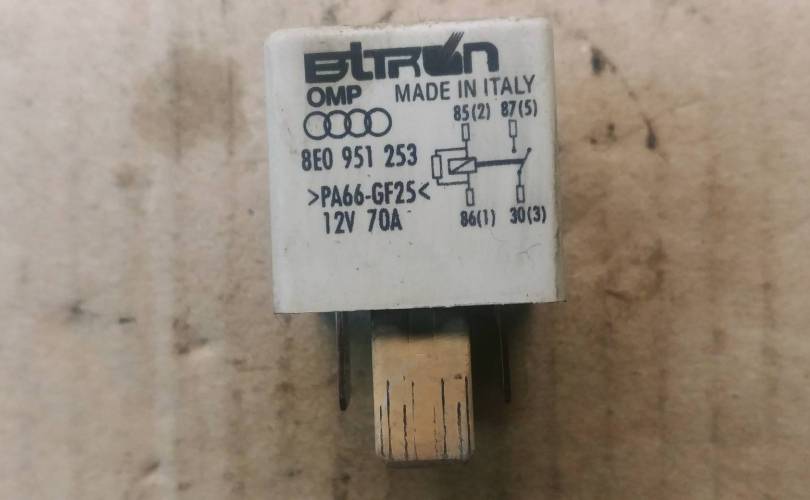 BITRON
OMP MADE IN ITALY
85(2) 87(5)
8E0 951 253
>PA66-GF25<
12V 70A
86(1) 30(3)